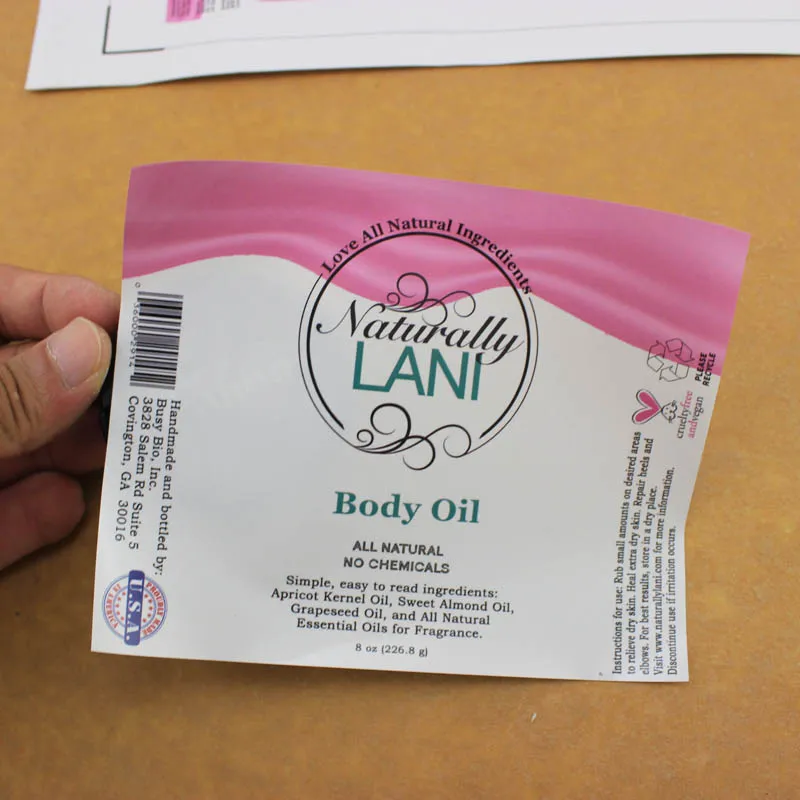 Love All Natural Ingredients
Naturally
LANI
Body Oil
ALL NATURAL
NO CHEMICALS
Simple, easy to read ingredients:
Apricot Kernel Oil, Sweet Almond Oil,
Grapeseed Oil, and All Natural
Essential Oils for Fragrance.
8 oz (226.8 g)
Handmade and bottled by:
Busy Bio, Inc.
3828 Salem Rd Suite 5
Covington, GA 30016
PROUDLY MADE
U.S.A
PLEASE
RECYCLE
crueltyfree
andvegan
Instructions for use: Rub small amounts on desired areas
to relieve dry skin. Heal extra dry skin. Repair heels and
elbows. For best results, store in a dry place.
Visit www.naturallylani.com for more information.
Discontinue use if irritation occurs.